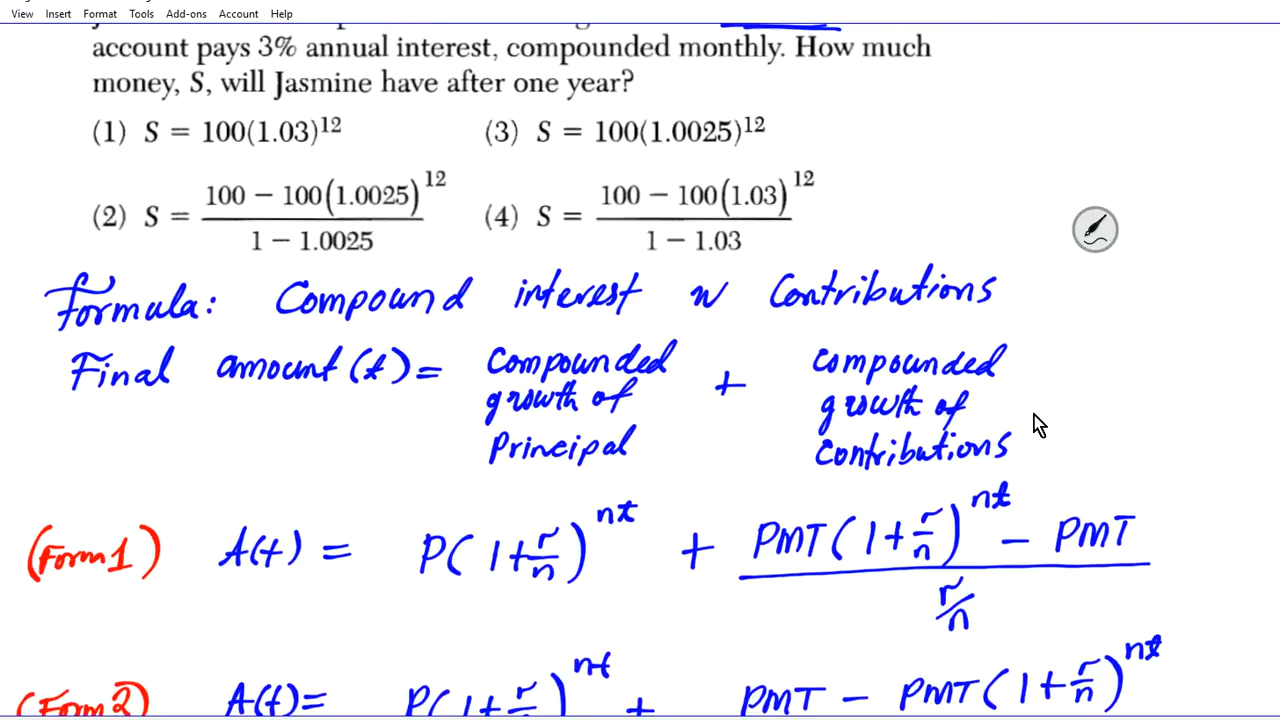 View Insert Format Tools Add-ons Account Help
account pays 3% annual interest, compounded monthly. How much
money, S, will Jasmine have after one year?
(1) S = 100(1.03)^12
(3) S = 100(1.0025)^12
(2) S = (100 − 100(1.0025)^12) / (1 − 1.0025)
(4) S = (100 − 100(1.03)^12) / (1 − 1.03)
Formula: Compound interest w Contributions
Final amount (t) = compounded growth of Principal + compounded growth of contributions
(Form 1) A(t) = P(1+r/n)^nt + (PMT(1+r/n)^nt − PMT) / (r/n)
(Form 2) A(t) = P(1+r/n)^nt + PMT − PMT(1+r/n)^nt